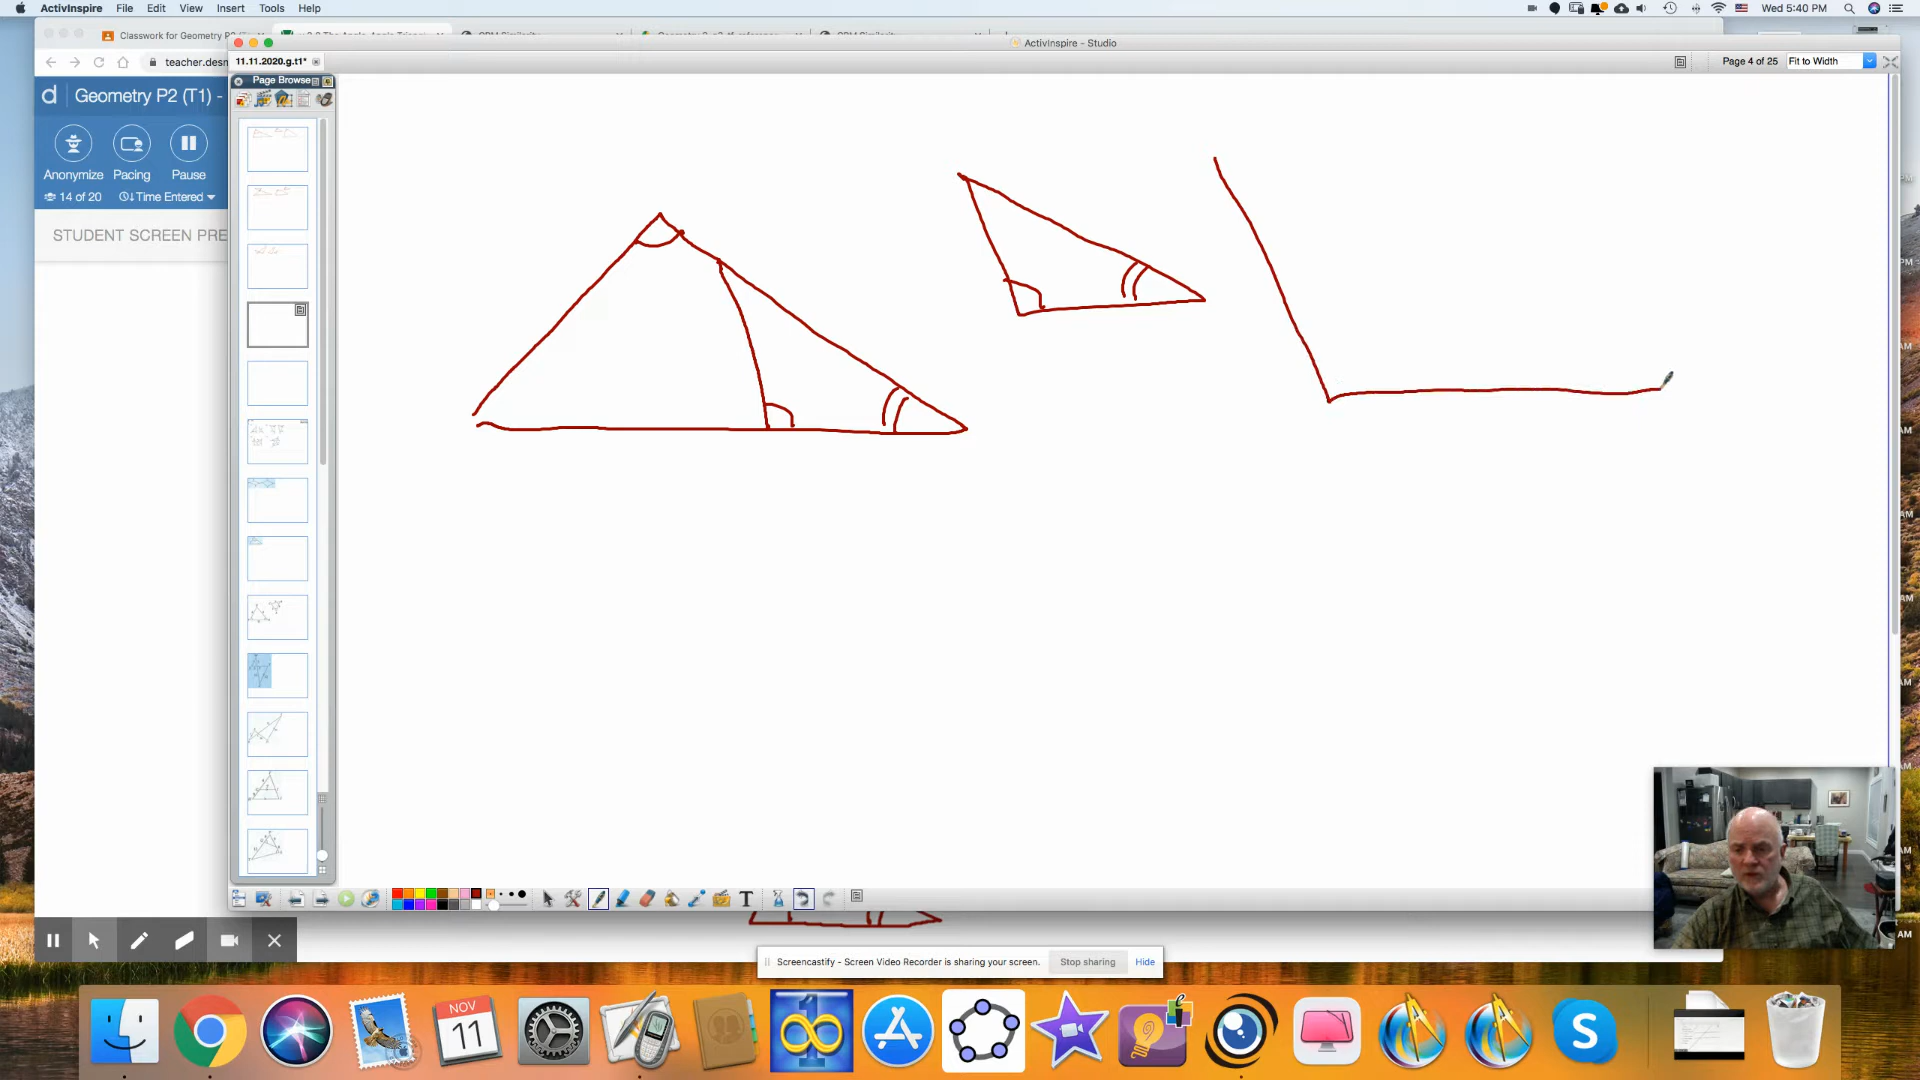 ActivInspire File Edit View Insert Tools Help
Wed 5:40 PM
Classwork for Geometry P2
ActivInspire - Studio
teacher.desm
11.11.2020.g.t1*
Page 4 of 25 Fit to Width
Page Browse
d Geometry P2 (T1) -
Anonymize Pacing Pause
14 of 20 Time Entered
STUDENT SCREEN PRE
T
Screencastify - Screen Video Recorder is sharing your screen. Stop sharing Hide
NOV
11
1
S